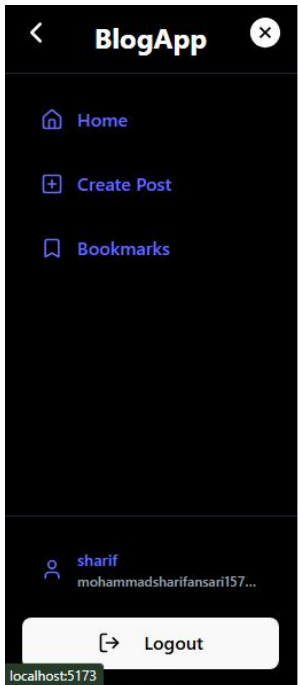 BlogApp
Home
Create Post
Bookmarks
sharif
mohammadsharifansari157...
Logout
localhost:5173